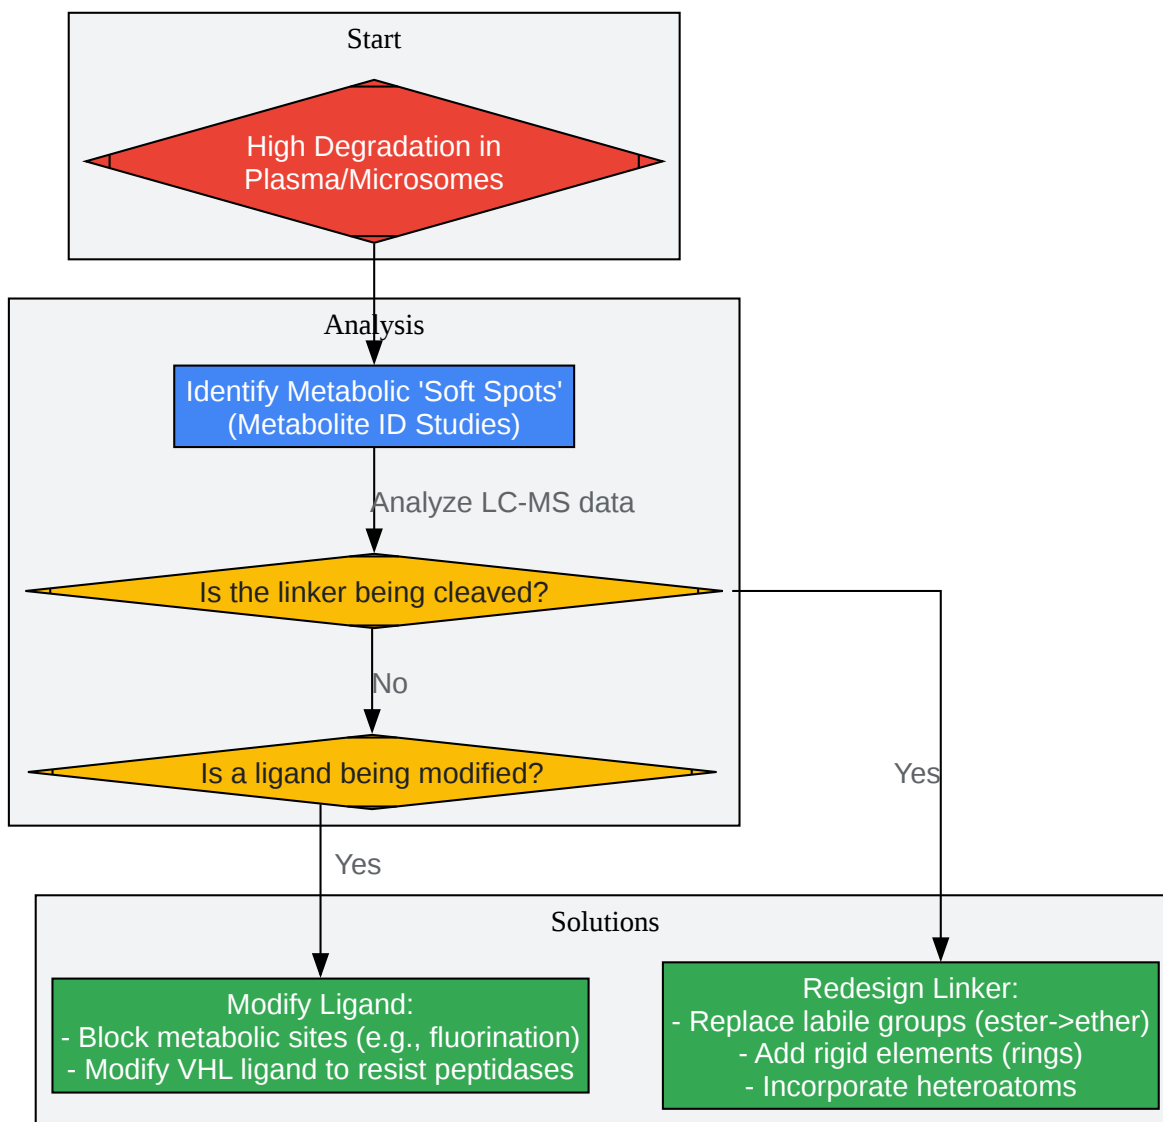 Start
High Degradation in
Plasma/Microsomes
Analysis
Identify Metabolic 'Soft Spots'
(Metabolite ID Studies)
Analyze LC-MS data
Is the linker being cleaved?
No
Is a ligand being modified?
Yes
Yes
Solutions
Modify Ligand:
- Block metabolic sites (e.g., fluorination)
- Modify VHL ligand to resist peptidases
Redesign Linker:
- Replace labile groups (ester->ether)
- Add rigid elements (rings)
- Incorporate heteroatoms